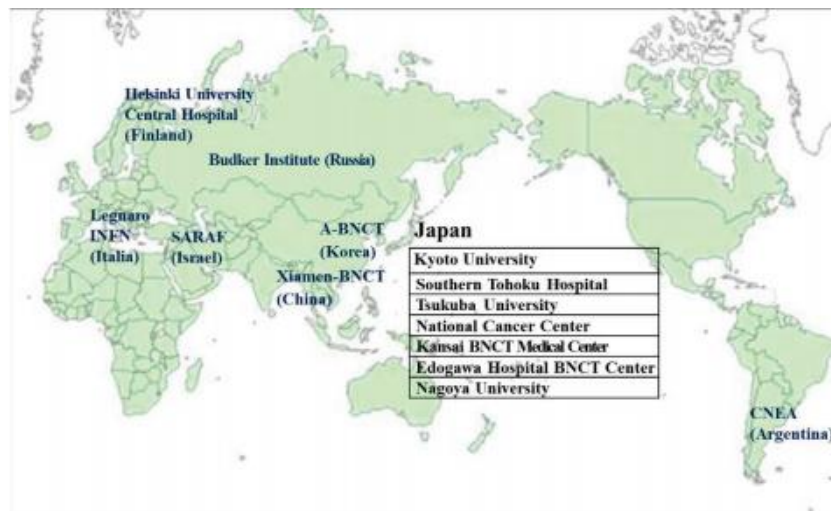 Helsinki University
Central Hospital
(Finland)
Budker Institute (Russia)
Legnaro
INFN
(Italia)
SARAF
(Israel)
A-BNCT
(Korea)
Xiamen-BNCT
(China)
Japan
Kyoto University
Southern Tohoku Hospital
Tsukuba University
National Cancer Center
Kansai BNCT Medical Center
Edogawa Hospital BNCT Center
Nagoya University
CNEA
(Argentina)